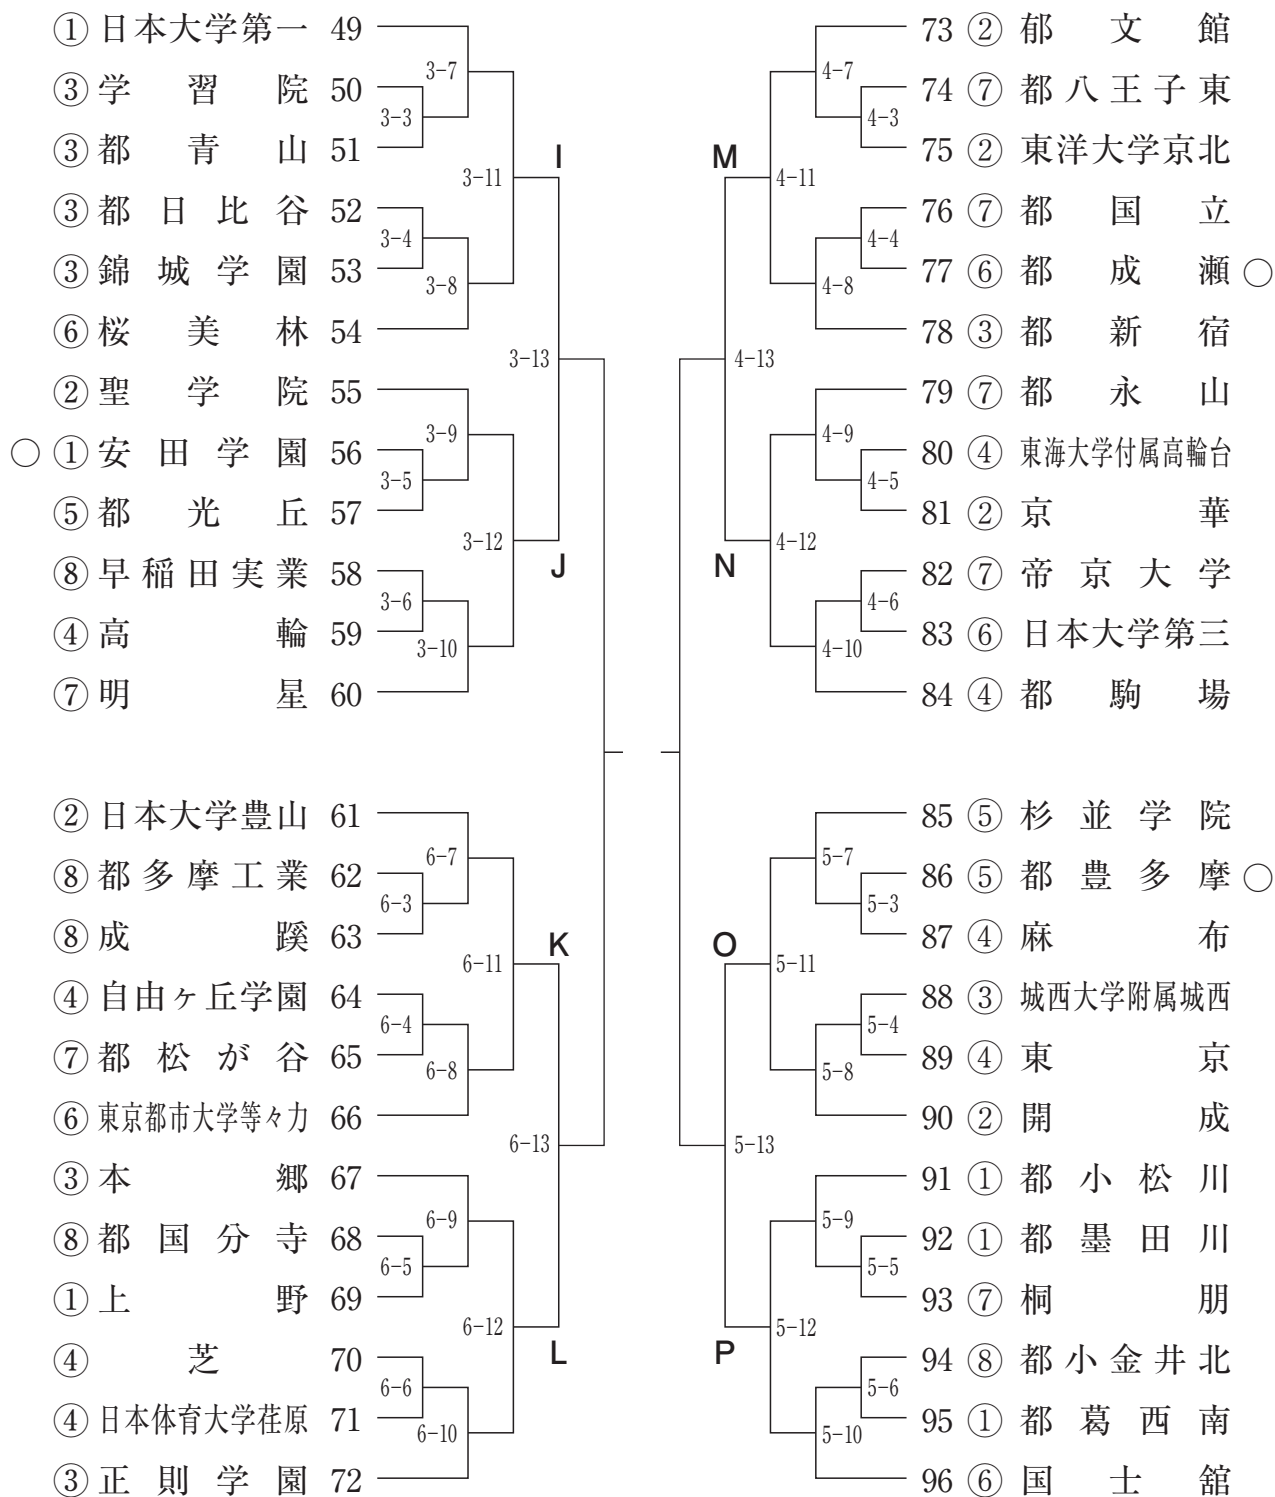 ①日本大学第一 49
3-7
③学習院 50
3-3
③都青山 51
I
3-11
③都日比谷 52
3-4
③錦城学園 53
3-8
⑥桜美林 54
3-13
②聖学院 55
3-9
○①安田学園 56
3-5
⑤都光丘 57
3-12
J
⑧早稲田実業 58
3-6
④高輪 59
3-10
⑦明星 60
②日本大学豊山 61
6-7
⑧都多摩工業 62
6-3
⑧成蹊 63
K
6-11
④自由ヶ丘学園 64
6-4
⑦都松が谷 65
6-8
⑥東京都市大学等々力 66
6-13
③本郷 67
6-9
⑧都国分寺 68
6-5
①上野 69
6-12
L
④芝 70
6-6
④日本体育大学荏原 71
6-10
③正則学園 72
73 ②郁文館
4-7
74 ⑦都八王子東
4-3
75 ②東洋大学京北
M
4-11
76 ⑦都国立
4-4
77 ⑥都成瀬○
4-8
78 ③都新宿
4-13
79 ⑦都永山
4-9
80 ④東海大学付属高輪台
4-5
81 ②京華
4-12
N
82 ⑦帝京大学
4-6
83 ⑥日本大学第三
4-10
84 ④都駒場
85 ⑤杉並学院
5-7
86 ⑤都豊多摩○
5-3
87 ④麻布
O
5-11
88 ③城西大学附属城西
5-4
89 ④東京
5-8
90 ②開成
5-13
91 ①都小松川
5-9
92 ①都墨田川
5-5
93 ⑦桐朋
5-12
P
94 ⑧都小金井北
5-6
95 ①都葛西南
5-10
96 ⑥国士舘